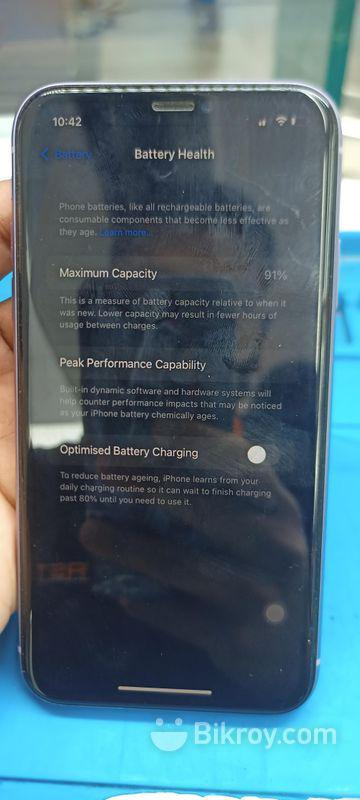 10:42
Battery
Battery Health
Phone batteries, like all rechargeable batteries, are
consumable components that become less effective as
they age. Learn more...
Maximum Capacity 91%
This is a measure of battery capacity relative to when it
was new. Lower capacity may result in fewer hours of
usage between charges.
Peak Performance Capability
Built-in dynamic software and hardware systems will
help counter performance impacts that may be noticed
as your iPhone battery chemically ages.
Optimised Battery Charging
To reduce battery ageing, iPhone learns from your
daily charging routine so it can wait to finish charging
past 80% until you need to use it.
Bikroy.com